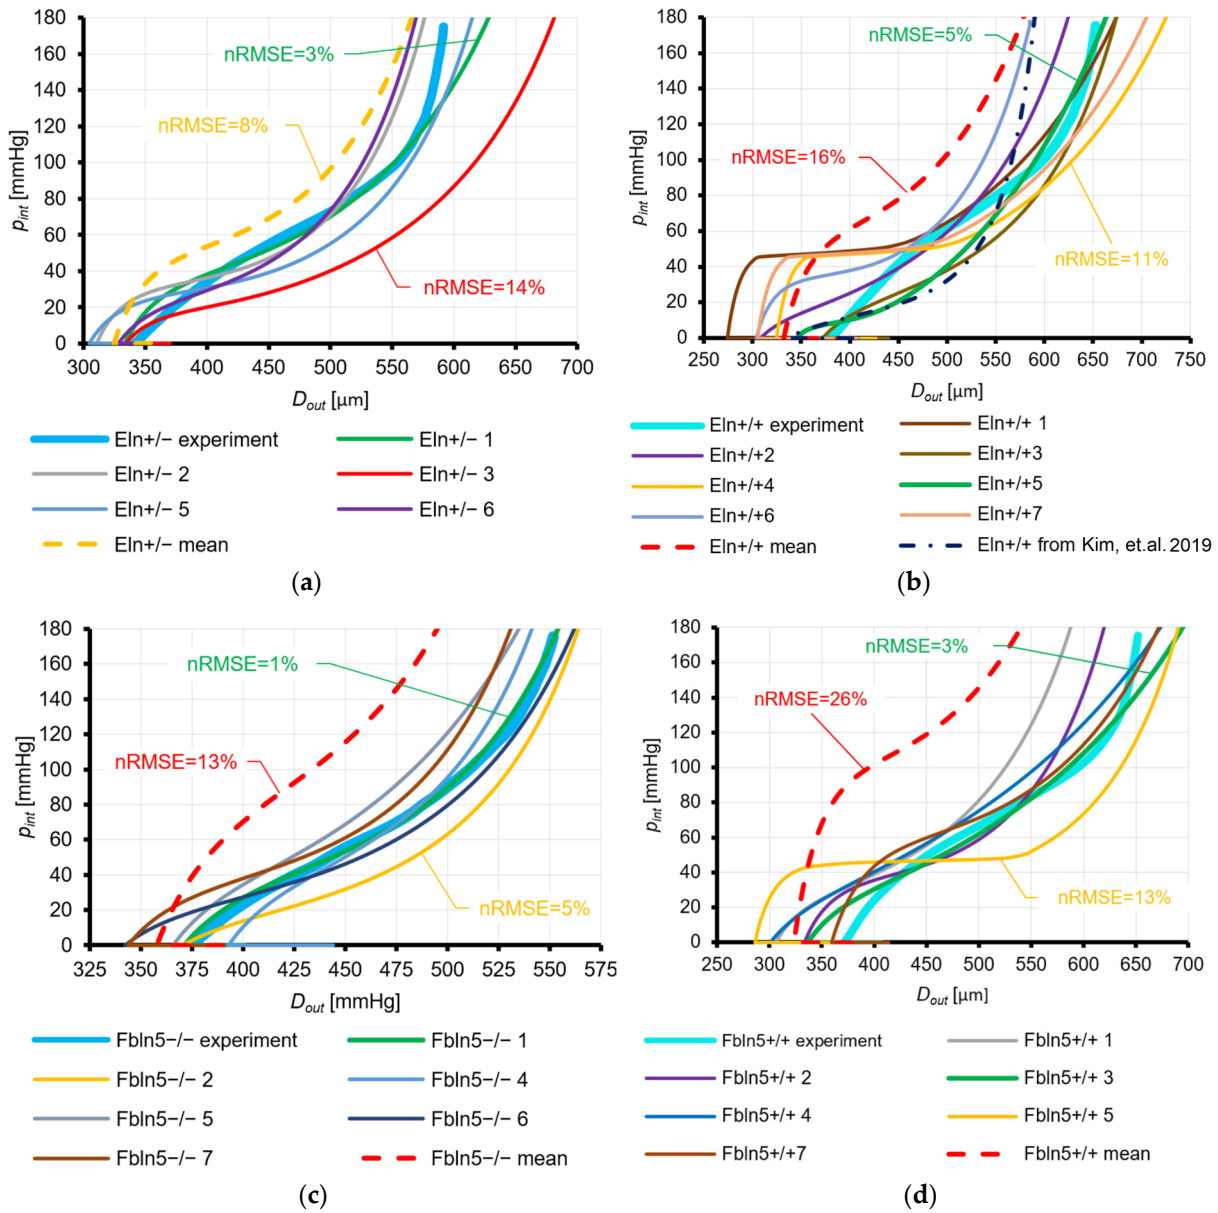 180
160
140
120
100
80
60
40
20
0
p_int [mmHg]
nRMSE=3%
nRMSE=8%
nRMSE=14%
300 350 400 450 500 550 600 650 700
D_out [µm]
Eln+/− experiment Eln+/− 1
Eln+/− 2 Eln+/− 3
Eln+/− 5 Eln+/− 6
Eln+/− mean
(a)
180
160
140
120
100
80
60
40
20
0
p_int [mmHg]
nRMSE=5%
nRMSE=16%
nRMSE=11%
250 300 350 400 450 500 550 600 650 700 750
D_out [µm]
Eln+/+ experiment Eln+/+ 1
Eln+/+2 Eln+/+3
Eln+/+4 Eln+/+5
Eln+/+6 Eln+/+7
Eln+/+ mean Eln+/+ from Kim, et.al. 2019
(b)
180
160
140
120
100
80
60
40
20
0
p_int [mmHg]
nRMSE=1%
nRMSE=13%
nRMSE=5%
325 350 375 400 425 450 475 500 525 550 575
D_out [mmHg]
Fbln5−/− experiment Fbln5−/− 1
Fbln5−/− 2 Fbln5−/− 4
Fbln5−/− 5 Fbln5−/− 6
Fbln5−/− 7 Fbln5−/− mean
(c)
180
160
140
120
100
80
60
40
20
0
p_int [mmHg]
nRMSE=3%
nRMSE=26%
nRMSE=13%
250 300 350 400 450 500 550 600 650 700
D_out [µm]
Fbln5+/+ experiment Fbln5+/+ 1
Fbln5+/+ 2 Fbln5+/+ 3
Fbln5+/+ 4 Fbln5+/+ 5
Fbln5+/+7 Fbln5+/+ mean
(d)